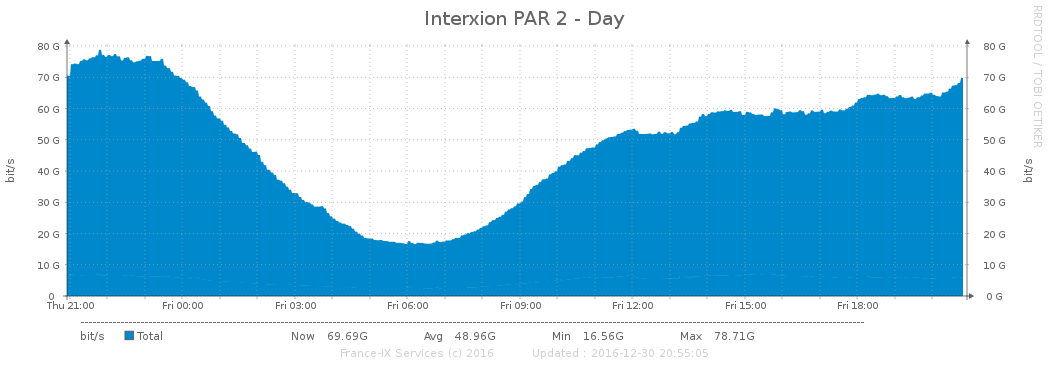 Interxion PAR 2 - Day
RRDTOOL / TOBI OETIKER
80 G 80 G
70 G 70 G
60 G 60 G
50 G 50 G
40 G 40 G
30 G 30 G
20 G 20 G
10 G 10 G
0 0 G
bit/s bit/s
Thu 21:00 Fri 00:00 Fri 03:00 Fri 06:00 Fri 09:00 Fri 12:00 Fri 15:00 Fri 18:00
bit/s Total Now 69.69G Avg 48.96G Min 16.56G Max 78.71G
France-IX Services (c) 2016 Updated : 2016-12-30 20:55:05